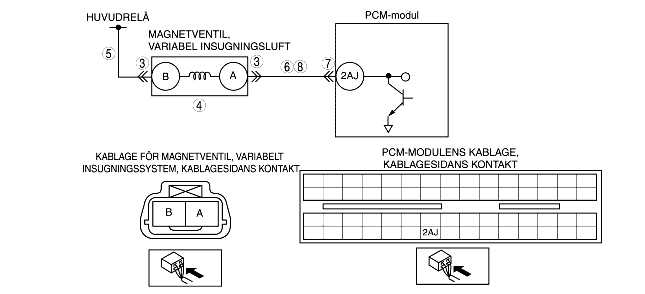 HUVUDRELÄ
PCM-modul
MAGNETVENTIL,
VARIABEL INSUGNINGSLUFT
5
3
3
6 8
7
B
A
2AJ
4
KABLAGE FÖR MAGNETVENTIL, VARIABELT
INSUGNINGSSYSTEM, KABLAGESIDANS KONTAKT
PCM-MODULENS KABLAGE,
KABLAGESIDANS KONTAKT
B A
2AJ